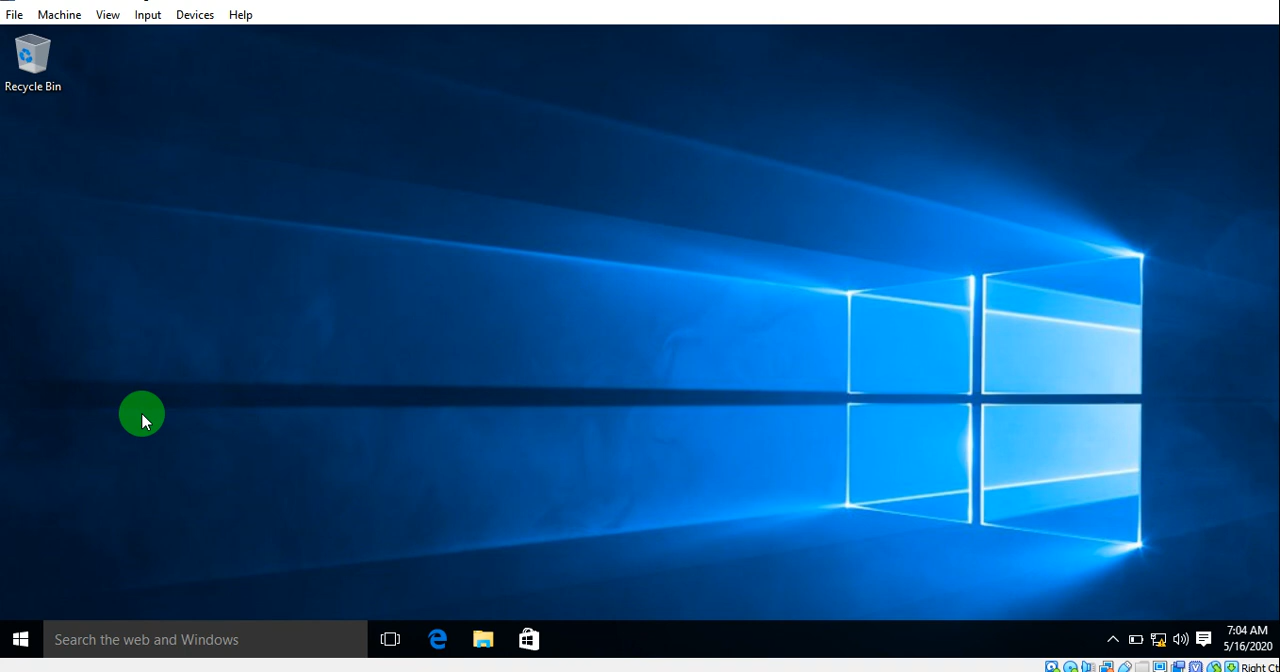 File Machine View Input Devices Help
Recycle Bin
Search the web and Windows
7:04 AM
5/16/2020
Right